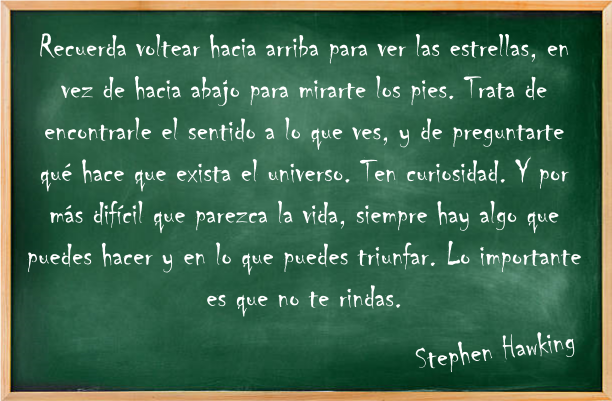 Recuerda voltear hacia arriba para ver las estrellas, en
vez de hacia abajo para mirarte los pies. Trata de
encontrarle el sentido a lo que ves, y de preguntarte
qué hace que exista el universo. Ten curiosidad. Y por
más difícil que parezca la vida, siempre hay algo que
puedes hacer y en lo que puedes triunfar. Lo importante
es que no te rindas.
Stephen Hawking